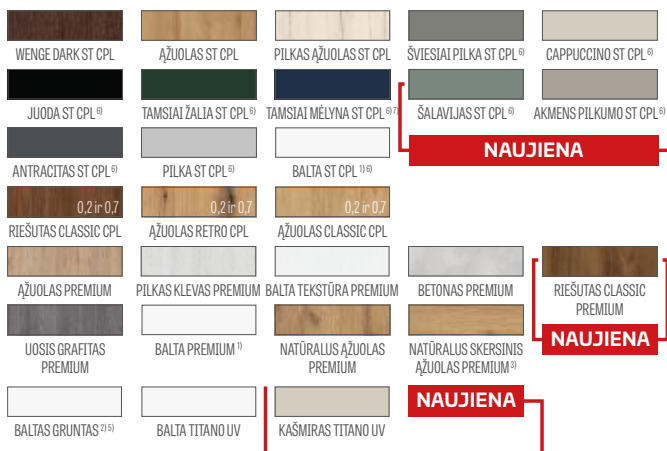 WENGE DARK ST CPL
ĄŽUOLAS ST CPL
PILKAS ĄŽUOLAS ST CPL
ŠVIESIAI PILKA ST CPL 6)
CAPPUCCINO ST CPL 6)
JUODA ST CPL 6)
TAMSIAI ŽALIA ST CPL 6)
TAMSIAI MĖLYNA ST CPL 6) 7)
ŠALAVIJAS ST CPL 6)
AKMENS PILKUMO ST CPL 6)
NAUJIENA
ANTRACITAS ST CPL 6)
PILKA ST CPL 6)
BALTA ST CPL 1) 6)
0,2 ir 0,7
0,2 ir 0,7
0,2 ir 0,7
RIEŠUTAS CLASSIC CPL
ĄŽUOLAS RETRO CPL
ĄŽUOLAS CLASSIC CPL
ĄŽUOLAS PREMIUM
PILKAS KLEVAS PREMIUM
BALTA TEKSTŪRA PREMIUM
BETONAS PREMIUM
RIEŠUTAS CLASSIC
PREMIUM
NAUJIENA
UOSIS GRAFITAS
PREMIUM
BALTA PREMIUM 1)
NATŪRALUS ĄŽUOLAS
PREMIUM
NATŪRALUS SKERSINIS
ĄŽUOLAS PREMIUM 3)
NAUJIENA
BALTAS GRUNTAS 2) 5)
BALTA TITANO UV
KAŠMIRAS TITANO UV